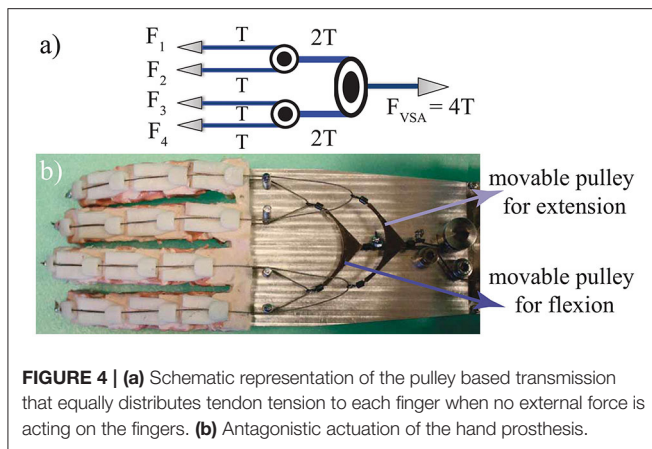 a)
F₁ T 2T
F₂ T
F₃ T
F₄ T 2T
F_VSA = 4T
b)
movable pulley
for extension
movable pulley
for flexion
FIGURE 4 | (a) Schematic representation of the pulley based transmission
that equally distributes tendon tension to each finger when no external force is
acting on the fingers. (b) Antagonistic actuation of the hand prosthesis.